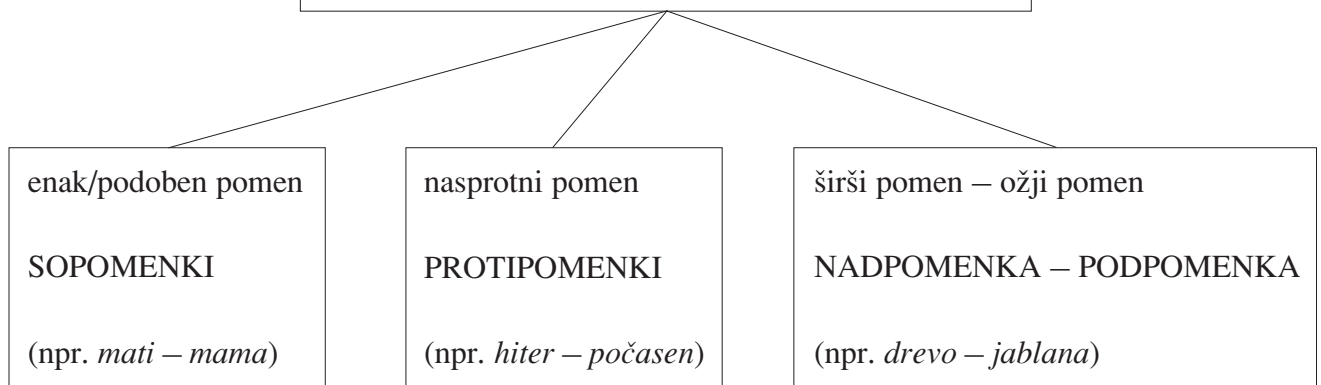 enak/podoben pomen
SOPOMENKI
(npr. mati – mama)
nasprotni pomen
PROTIPOMENKI
(npr. hiter – počasen)
širši pomen – ožji pomen
NADPOMENKA – PODPOMENKA
(npr. drevo – jablana)